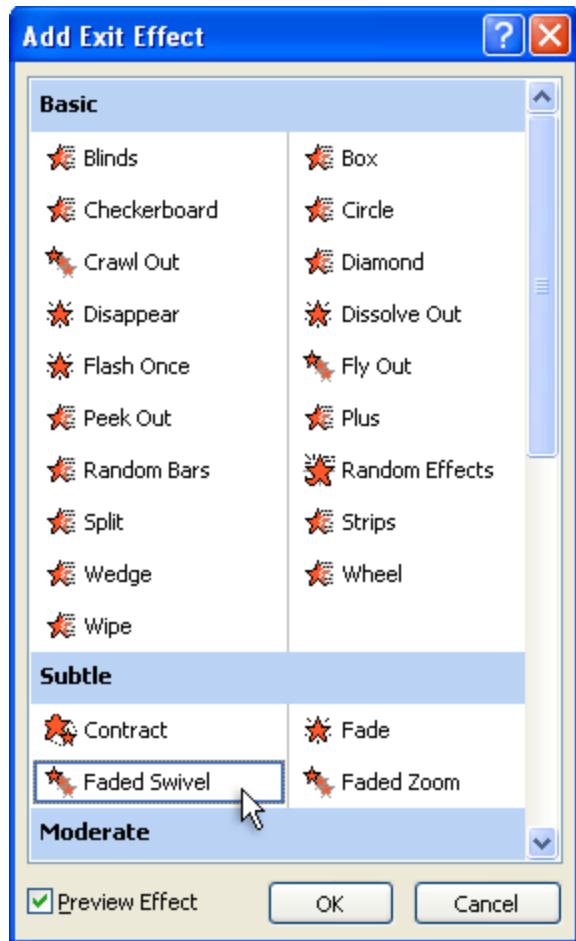 Add Exit Effect
Basic
Blinds Box
Checkerboard Circle
Crawl Out Diamond
Disappear Dissolve Out
Flash Once Fly Out
Peek Out Plus
Random Bars Random Effects
Split Strips
Wedge Wheel
Wipe
Subtle
Contract Fade
Faded Swivel Faded Zoom
Moderate
Preview Effect OK Cancel